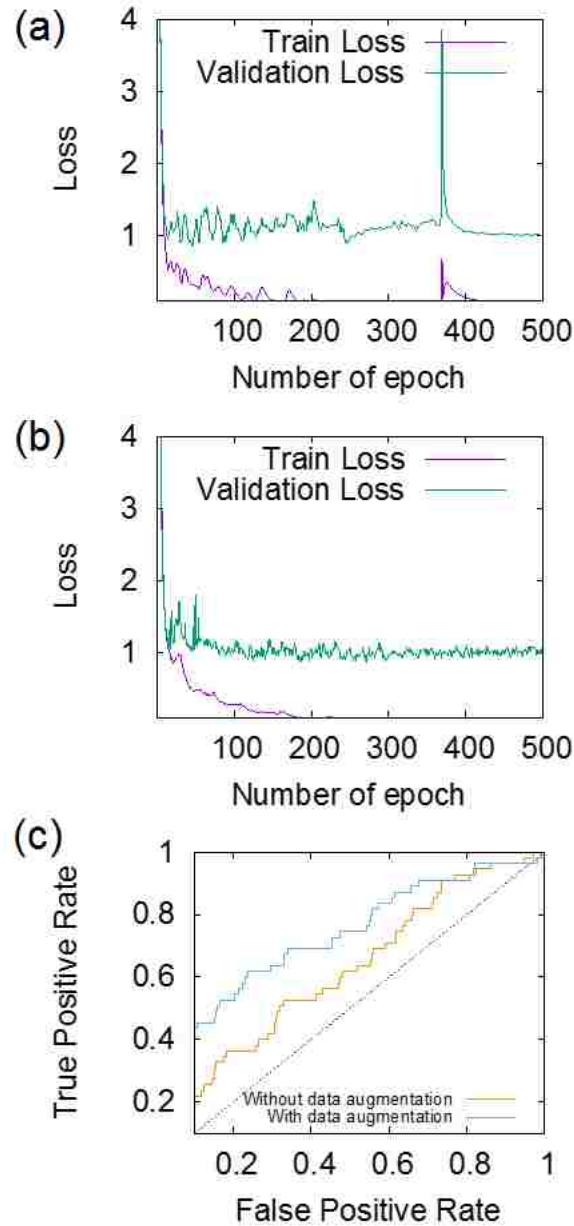 (a)
4
3
2
1
Loss
Train Loss
Validation Loss
100 200 300 400 500
Number of epoch
(b)
4
3
2
1
Loss
Train Loss
Validation Loss
100 200 300 400 500
Number of epoch
(c)
1
0.8
0.6
0.4
0.2
True Positive Rate
Without data augmentation
With data augmentation
0.2 0.4 0.6 0.8 1
False Positive Rate